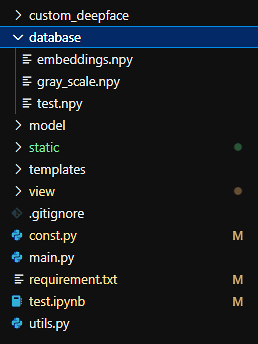 custom_deepface
database
embeddings.npy
gray_scale.npy
test.npy
model
static
templates
view
.gitignore
const.py M
main.py
requirement.txt M
test.ipynb M
utils.py